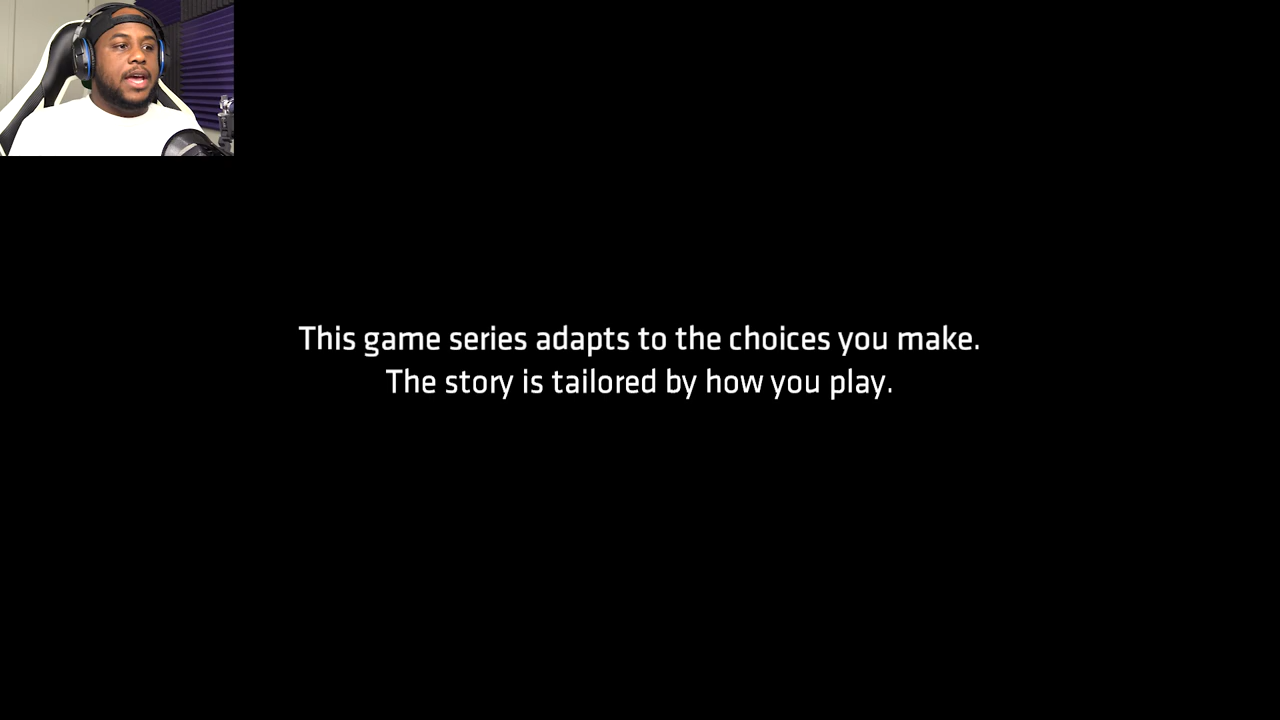 This game series adapts to the choices you make.
The story is tailored by how you play.